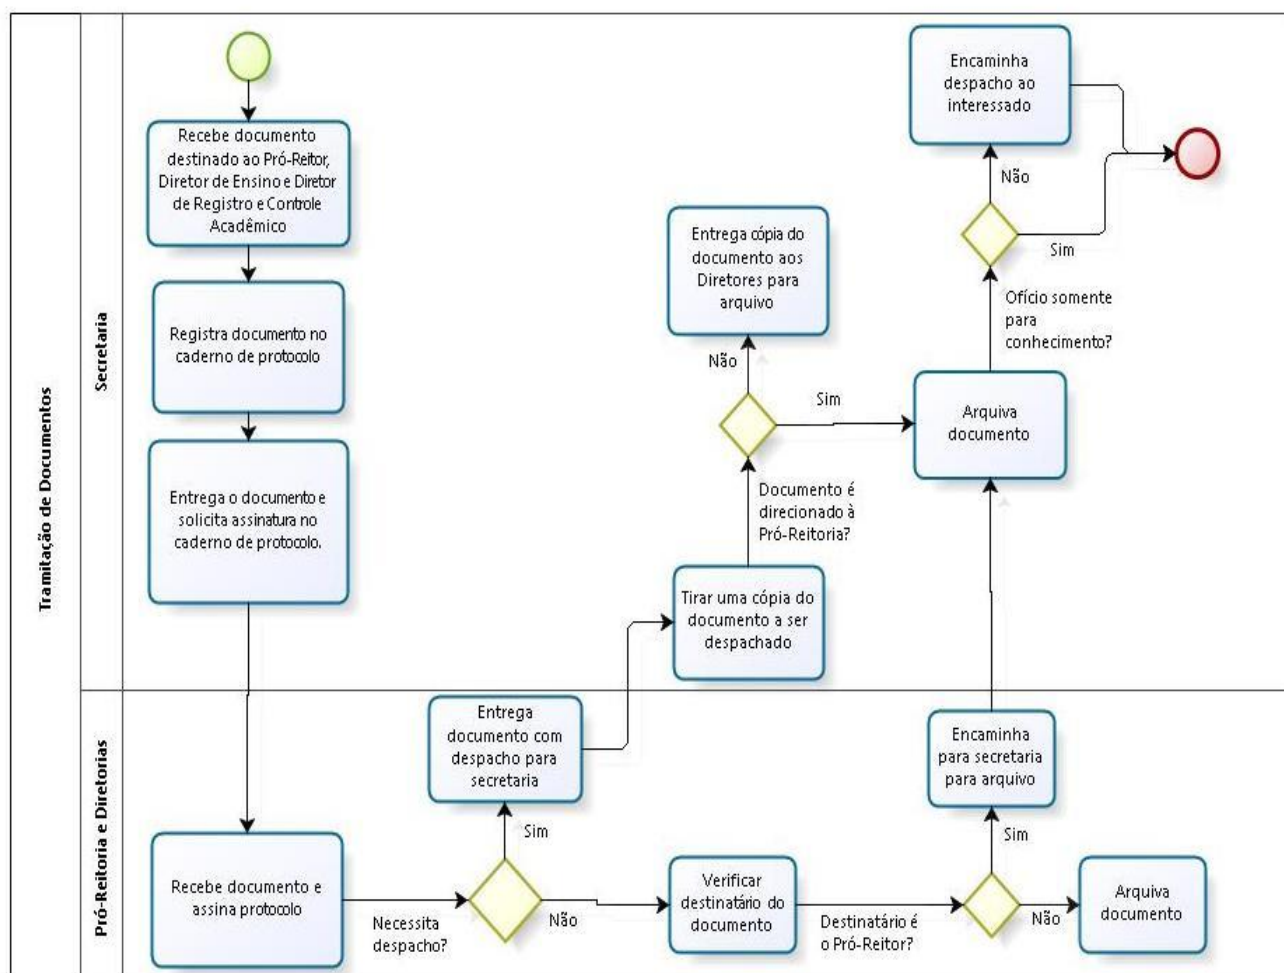 Tramitação de Documentos
Secretaria
Recebe documento
destinado ao Pró-Reitor,
Diretor de Ensino e Diretor
de Registro e Controle
Acadêmico
Registra documento no
caderno de protocolo
Entrega o documento e
solicita assinatura no
caderno de protocolo.
Entrega cópia do
documento aos
Diretores para
arquivo
Não
Sim
Documento é
direcionado à
Pró-Reitoria?
Tirar uma cópia do
documento a ser
despachado
Encaminha
despacho ao
interessado
Não
Sim
Ofício somente
para
conhecimento?
Arquiva
documento
Pró-Reitoria e Diretorias
Recebe documento e
assina protocolo
Necessita
despacho?
Entrega
documento com
despacho para
secretaria
Sim
Não
Verificar
destinatário do
documento
Destinatário é
o Pró-Reitor?
Encaminha
para secretaria
para arquivo
Sim
Não
Arquiva
documento